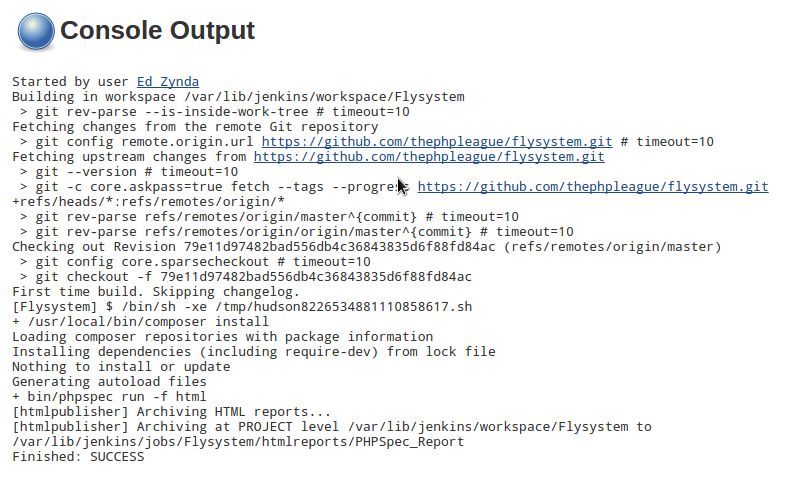 Console Output
Started by user Ed Zynda
Building in workspace /var/lib/jenkins/workspace/Flysystem
> git rev-parse --is-inside-work-tree # timeout=10
Fetching changes from the remote Git repository
> git config remote.origin.url https://github.com/thephpleague/flysystem.git # timeout=10
Fetching upstream changes from https://github.com/thephpleague/flysystem.git
> git --version # timeout=10
> git -c core.askpass=true fetch --tags --progress https://github.com/thephpleague/flysystem.git
+refs/heads/*:refs/remotes/origin/*
> git rev-parse refs/remotes/origin/master^{commit} # timeout=10
> git rev-parse refs/remotes/origin/origin/master^{commit} # timeout=10
Checking out Revision 79e11d97482bad556db4c36843835d6f88fd84ac (refs/remotes/origin/master)
> git config core.sparsecheckout # timeout=10
> git checkout -f 79e11d97482bad556db4c36843835d6f88fd84ac
First time build. Skipping changelog.
[Flysystem] $ /bin/sh -xe /tmp/hudson8226534881110858617.sh
+ /usr/local/bin/composer install
Loading composer repositories with package information
Installing dependencies (including require-dev) from lock file
Nothing to install or update
Generating autoload files
+ bin/phpspec run -f html
[htmlpublisher] Archiving HTML reports...
[htmlpublisher] Archiving at PROJECT level /var/lib/jenkins/workspace/Flysystem to
/var/lib/jenkins/jobs/Flysystem/htmlreports/PHPSpec_Report
Finished: SUCCESS